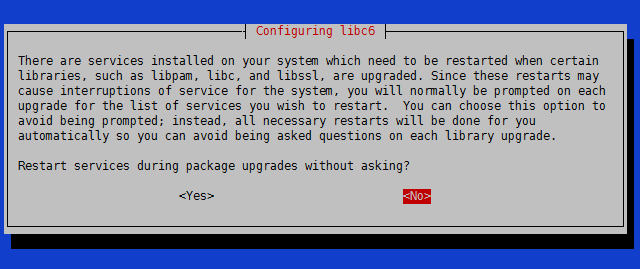 Configuring libc6
There are services installed on your system which need to be restarted when certain
libraries, such as libpam, libc, and libssl, are upgraded. Since these restarts may
cause interruptions of service for the system, you will normally be prompted on each
upgrade for the list of services you wish to restart.  You can choose this option to
avoid being prompted; instead, all necessary restarts will be done for you
automatically so you can avoid being asked questions on each library upgrade.
Restart services during package upgrades without asking?
<Yes> <No>